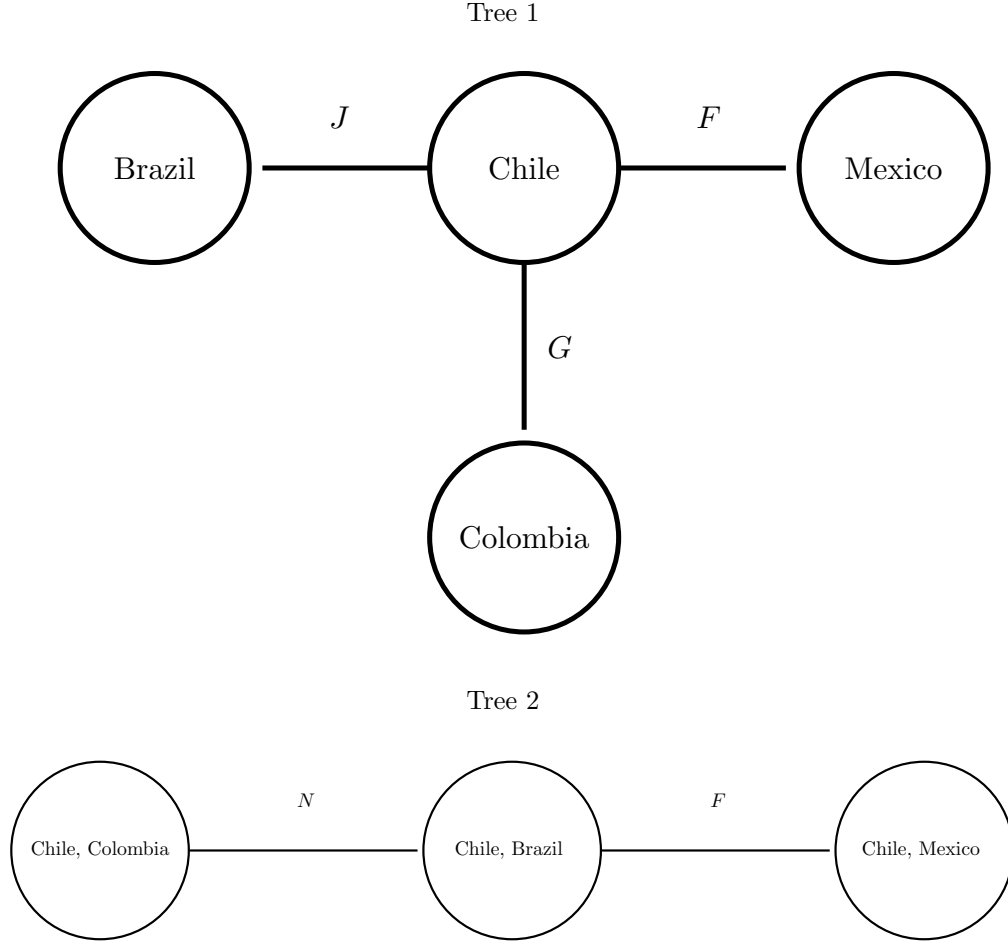 Tree 1
J
F
Brazil
Chile
Mexico
G
Colombia
Tree 2
N
F
Chile, Colombia
Chile, Brazil
Chile, Mexico